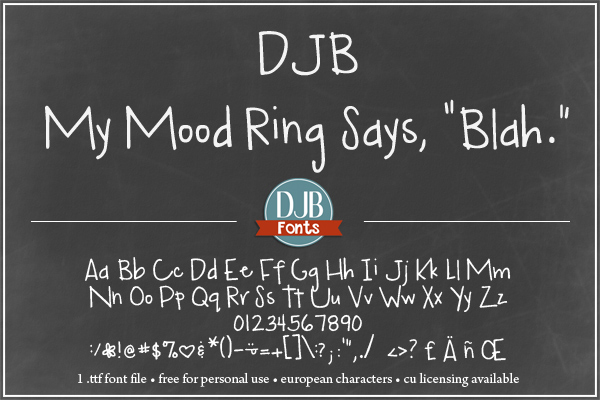 DJB
My Mood Ring Says, "Blah."
DJB
Fonts
Aa Bb Cc Dd Ee Ff Gg Hh Ii Jj Kk Ll Mm
Nn Oo Pp Qq Rr Ss Tt Uu Vv Ww Xx Yy Zz
01234567890
!@#$%*()-=+[]\:?;:'",./ <>? £ Ä ñ Œ
1 .ttf font file • free for personal use • european characters • cu licensing available